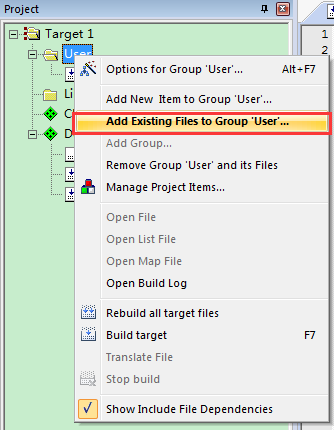 Project
Target 1
User
Options for Group 'User'... Alt+F7
Add New Item to Group 'User'...
Add Existing Files to Group 'User'...
Add Group...
Remove Group 'User' and its Files
Manage Project Items...
Open File
Open List File
Open Map File
Open Build Log
Rebuild all target files
Build target F7
Translate File
Stop build
Show Include File Dependencies
Li
C
D
1
2
3